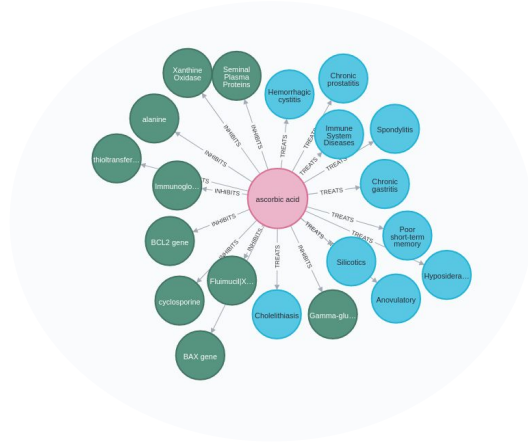 Xanthine
Oxidase
Seminal
Plasma
Proteins
Hemorrhagic
cystitis
Chronic
prostatitis
alanine
Immune
System
Diseases
Spondylitis
thioltransfer…
Immunoglo…
Chronic
gastritis
ascorbic acid
BCL2 gene
Poor
short-term
memory
Fluimucil|X…
Silicotics
Hyposidera…
cyclosporine
Cholelithiasis
Gamma-glu…
Anovulatory
BAX gene
INHIBITS
INHIBITS
TREATS
TREATS
INHIBITS
TREATS
TREATS
INHIBITS
TREATS
INHIBITS
TREATS
TREATS
TREATS
INHIBITS
INHIBITS
TREATS
INHIBITS